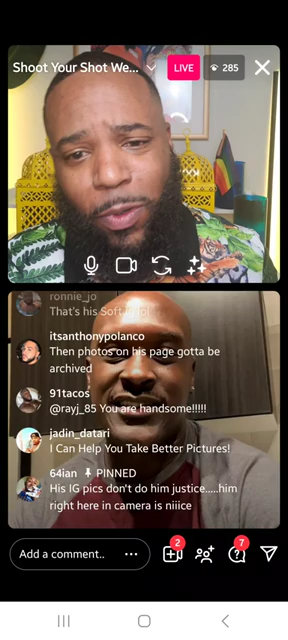 Shoot Your Shot We...
LIVE
285
ronnie_jo
That's his Soft
itsanthonypolanco
Then photos on his page gotta be
archived
91tacos
@rayj_85 You are handsome!!!!!
jadin_datari
I Can Help You Take Better Pictures!
64ian PINNED
His IG pics don't do him justice.....him
right here in camera is niiice
Add a comment..
2
7